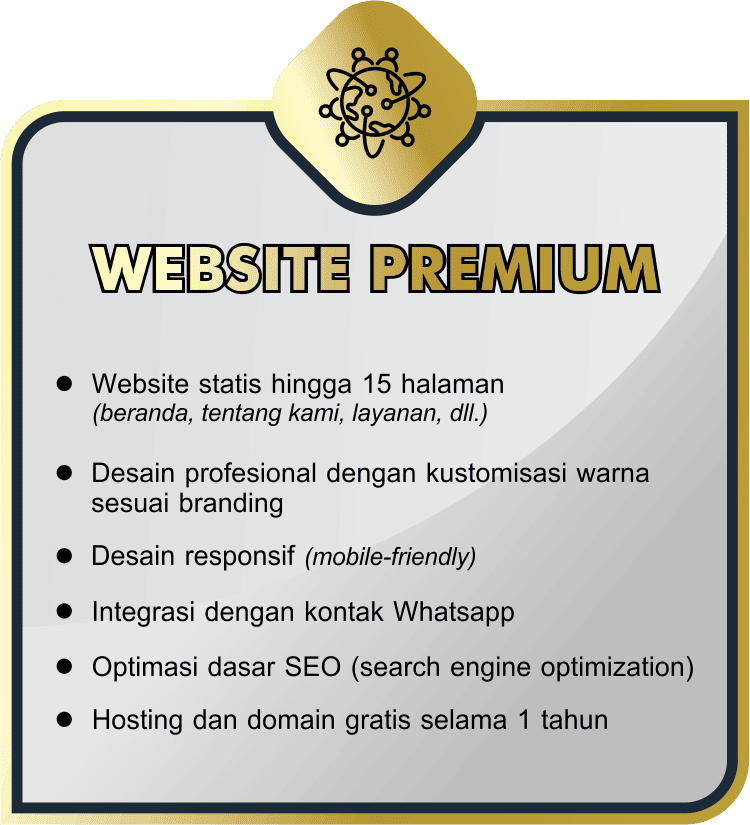 WEBSITE PREMIUM
● Website statis hingga 15 halaman
(beranda, tentang kami, layanan, dll.)
● Desain profesional dengan kustomisasi warna
sesuai branding
● Desain responsif (mobile-friendly)
● Integrasi dengan kontak Whatsapp
● Optimasi dasar SEO (search engine optimization)
● Hosting dan domain gratis selama 1 tahun